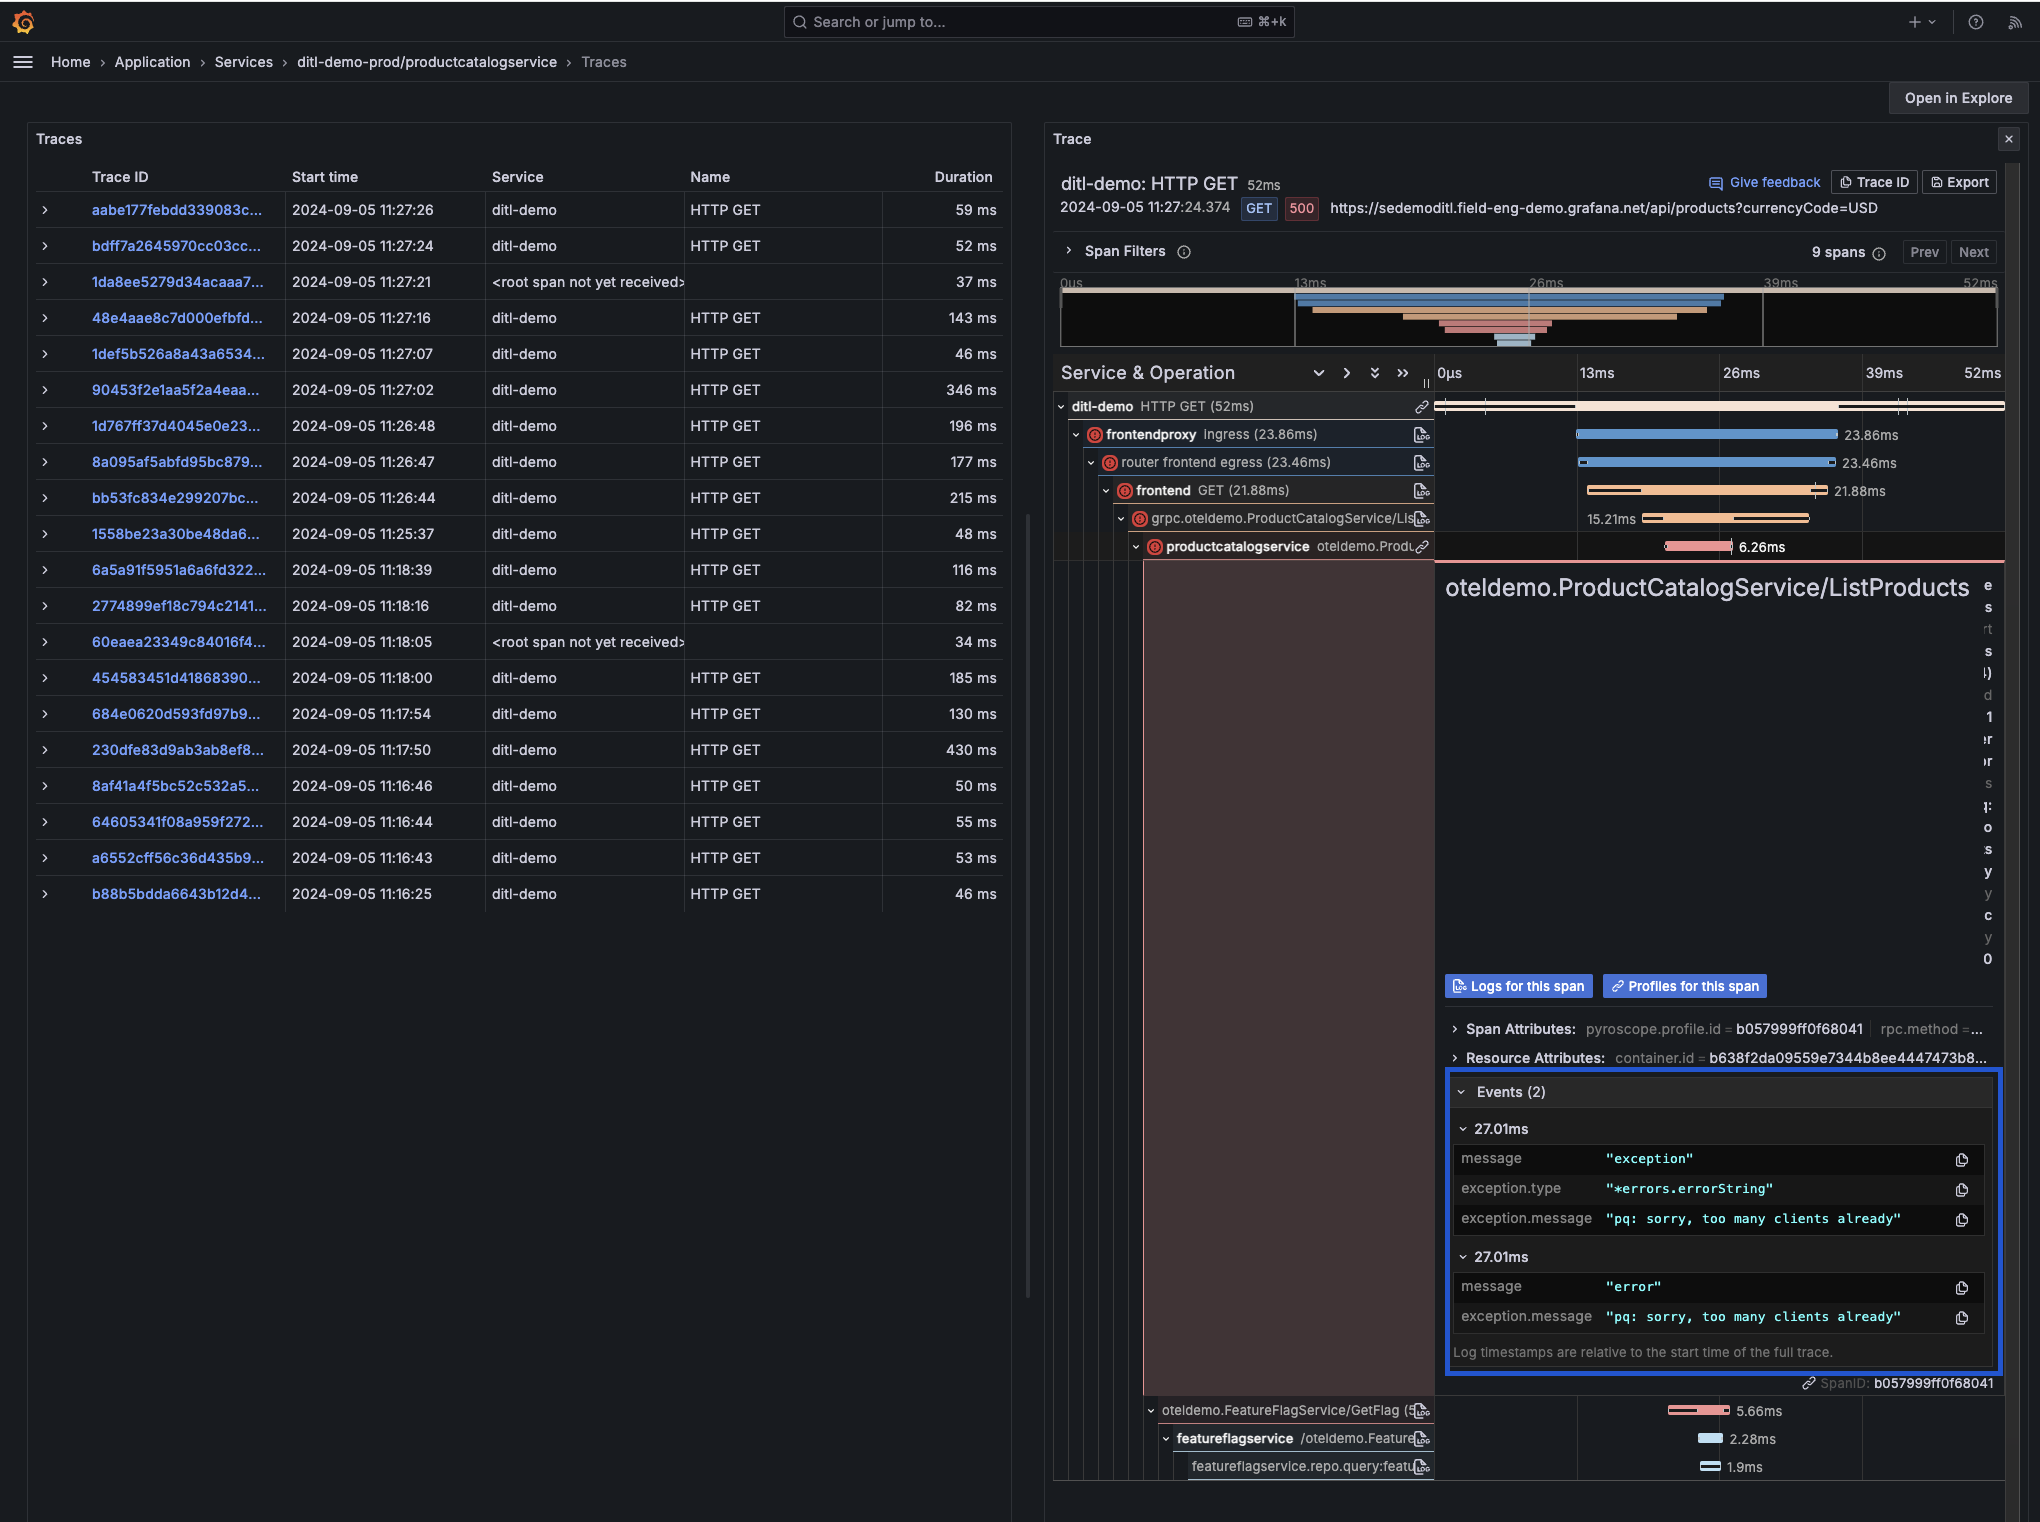 Search or jump to... ⌘+k
Home › Application › Services › ditl-demo-prod/productcatalogservice › Traces
Open in Explore
Traces
Trace ID Start time Service Name Duration
aabe177febdd339083c... 2024-09-05 11:27:26 ditl-demo HTTP GET 59 ms
bdff7a2645970cc03cc... 2024-09-05 11:27:24 ditl-demo HTTP GET 52 ms
1da8ee5279d34acaaa7... 2024-09-05 11:27:21 <root span not yet received> 37 ms
48e4aae8c7d000efbfd... 2024-09-05 11:27:16 ditl-demo HTTP GET 143 ms
1def5b526a8a43a6534... 2024-09-05 11:27:07 ditl-demo HTTP GET 46 ms
90453f2e1aa5f2a4eaa... 2024-09-05 11:27:02 ditl-demo HTTP GET 346 ms
1d767ff37d4045e0e23... 2024-09-05 11:26:48 ditl-demo HTTP GET 196 ms
8a095af5abfd95bc879... 2024-09-05 11:26:47 ditl-demo HTTP GET 177 ms
bb53fc834e299207bc... 2024-09-05 11:26:44 ditl-demo HTTP GET 215 ms
1558be23a30be48da6... 2024-09-05 11:25:37 ditl-demo HTTP GET 48 ms
6a5a91f5951a6a6fd322... 2024-09-05 11:18:39 ditl-demo HTTP GET 116 ms
2774899ef18c794c2141... 2024-09-05 11:18:16 ditl-demo HTTP GET 82 ms
60eaea23349c84016f4... 2024-09-05 11:18:05 <root span not yet received> 34 ms
454583451d41868390... 2024-09-05 11:18:00 ditl-demo HTTP GET 185 ms
684e0620d593fd97b9... 2024-09-05 11:17:54 ditl-demo HTTP GET 130 ms
230dfe83d9ab3ab8ef8... 2024-09-05 11:17:50 ditl-demo HTTP GET 430 ms
8af41a4f5bc52c532a5... 2024-09-05 11:16:46 ditl-demo HTTP GET 50 ms
64605341f08a959f272... 2024-09-05 11:16:44 ditl-demo HTTP GET 55 ms
a6552cff56c36d435b9... 2024-09-05 11:16:43 ditl-demo HTTP GET 53 ms
b88b5bdda6643b12d4... 2024-09-05 11:16:25 ditl-demo HTTP GET 46 ms
Trace
ditl-demo: HTTP GET 52ms Give feedback Trace ID Export
2024-09-05 11:27:24.374 GET 500 https://sedemoditl.field-eng-demo.grafana.net/api/products?currencyCode=USD
Span Filters 9 spans Prev Next
0μs 13ms 26ms 39ms 52ms
Service & Operation 0μs 13ms 26ms 39ms 52ms
ditl-demo HTTP GET (52ms)
frontendproxy ingress (23.86ms) 23.86ms
router frontend egress (23.46ms) 23.46ms
frontend GET (21.88ms) 21.88ms
grpc.oteldemo.ProductCatalogService/Lis 15.21ms
productcatalogservice oteldemo.Produ 6.26ms
oteldemo.ProductCatalogService/ListProducts
Logs for this span Profiles for this span
Span Attributes: pyroscope.profile.id = b057999ff0f68041 rpc.method =...
Resource Attributes: container.id = b638f2da09559e7344b8ee4447473b8...
Events (2)
27.01ms
message "exception"
exception.type "*errors.errorString"
exception.message "pq: sorry, too many clients already"
27.01ms
message "error"
exception.message "pq: sorry, too many clients already"
Log timestamps are relative to the start time of the full trace.
SpanID: b057999ff0f68041
oteldemo.FeatureFlagService/GetFlag (5 5.66ms
featureflagservice /oteldemo.Feature 2.28ms
featureflagservice.repo.query:featu 1.9ms